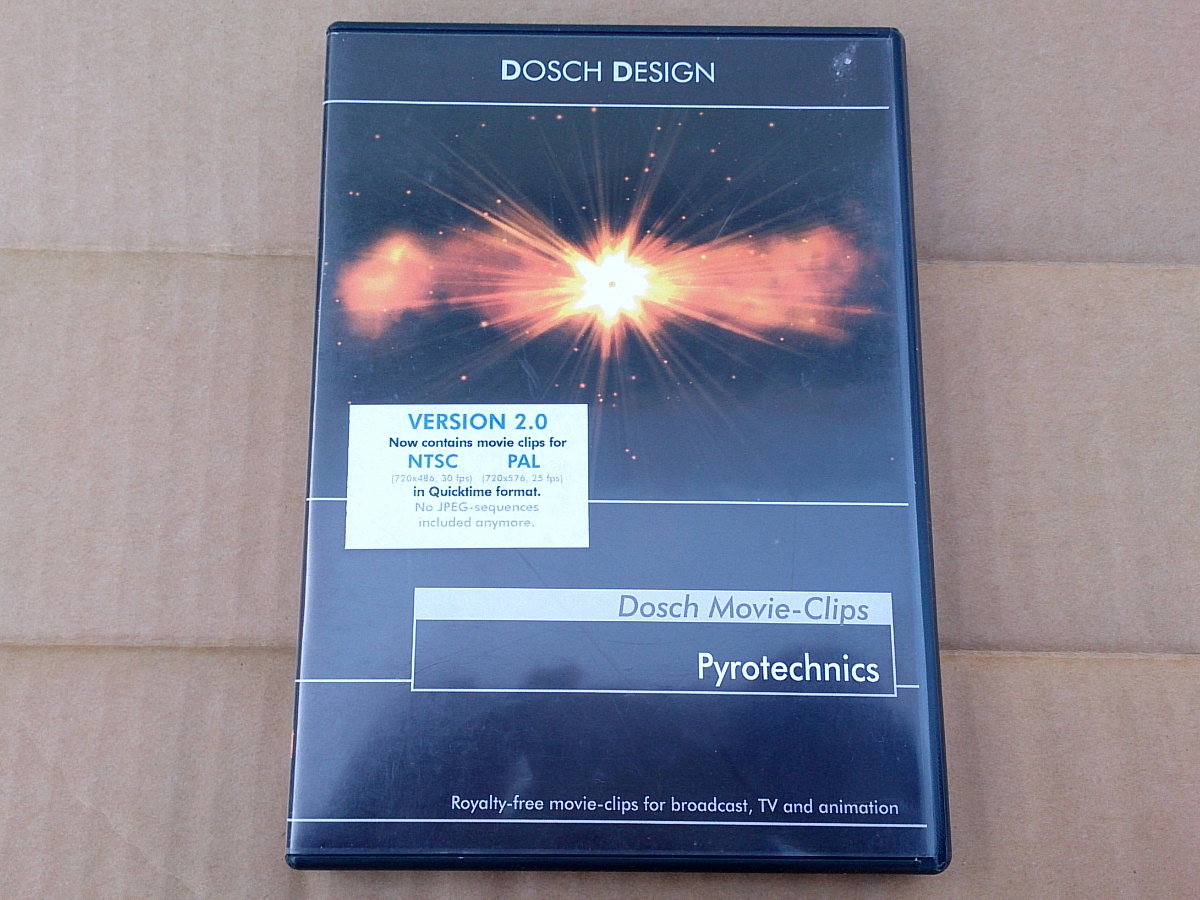 DOSCH DESIGN
VERSION 2.0
Now contains movie clips for
NTSC PAL
(720x486, 30 fps) (720x576, 25 fps)
in Quicktime format.
No JPEG-sequences
included anymore.
Dosch Movie-Clips
Pyrotechnics
Royalty-free movie-clips for broadcast, TV and animation